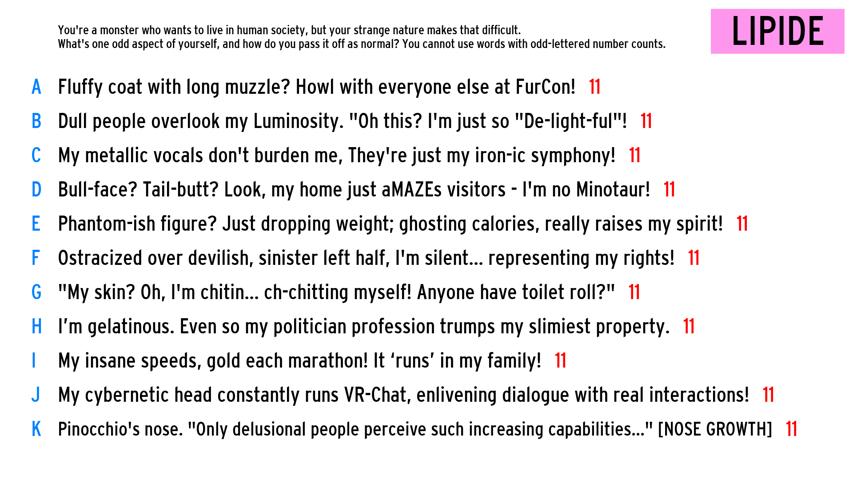 You're a monster who wants to live in human society, but your strange nature makes that difficult.
What's one odd aspect of yourself, and how do you pass it off as normal? You cannot use words with odd-lettered number counts.
LIPIDE
A Fluffy coat with long muzzle? Howl with everyone else at FurCon! 11
B Dull people overlook my Luminosity. "Oh this? I'm just so "De-light-ful"! 11
C My metallic vocals don't burden me, They're just my iron-ic symphony! 11
D Bull-face? Tail-butt? Look, my home just aMAZEs visitors - I'm no Minotaur! 11
E Phantom-ish figure? Just dropping weight; ghosting calories, really raises my spirit! 11
F Ostracized over devilish, sinister left half, I'm silent... representing my rights! 11
G "My skin? Oh, I'm chitin... ch-chitting myself! Anyone have toilet roll?" 11
H I’m gelatinous. Even so my politician profession trumps my slimiest property. 11
I My insane speeds, gold each marathon! It ‘runs’ in my family! 11
J My cybernetic head constantly runs VR-Chat, enlivening dialogue with real interactions! 11
K Pinocchio's nose. "Only delusional people perceive such increasing capabilities..." [NOSE GROWTH] 11